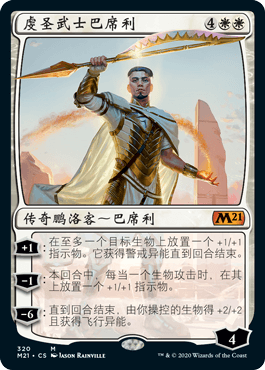 虔圣武士巴席利 4
传奇鹏洛客～巴席利 M21
+1 : 在至多一个目标生物上放置一个+1/+1
指示物。它获得警戒异能直到回合结束。
-1 : 本回合中，每当一个生物攻击时，在其
上放置一个+1/+1指示物。
-6 : 直到回合结束，由你操控的生物得+2/+2
且获得飞行异能。
4
320 M
M21 • CS JASON RAINVILLE ™ & © 2020 Wizards of the Coast